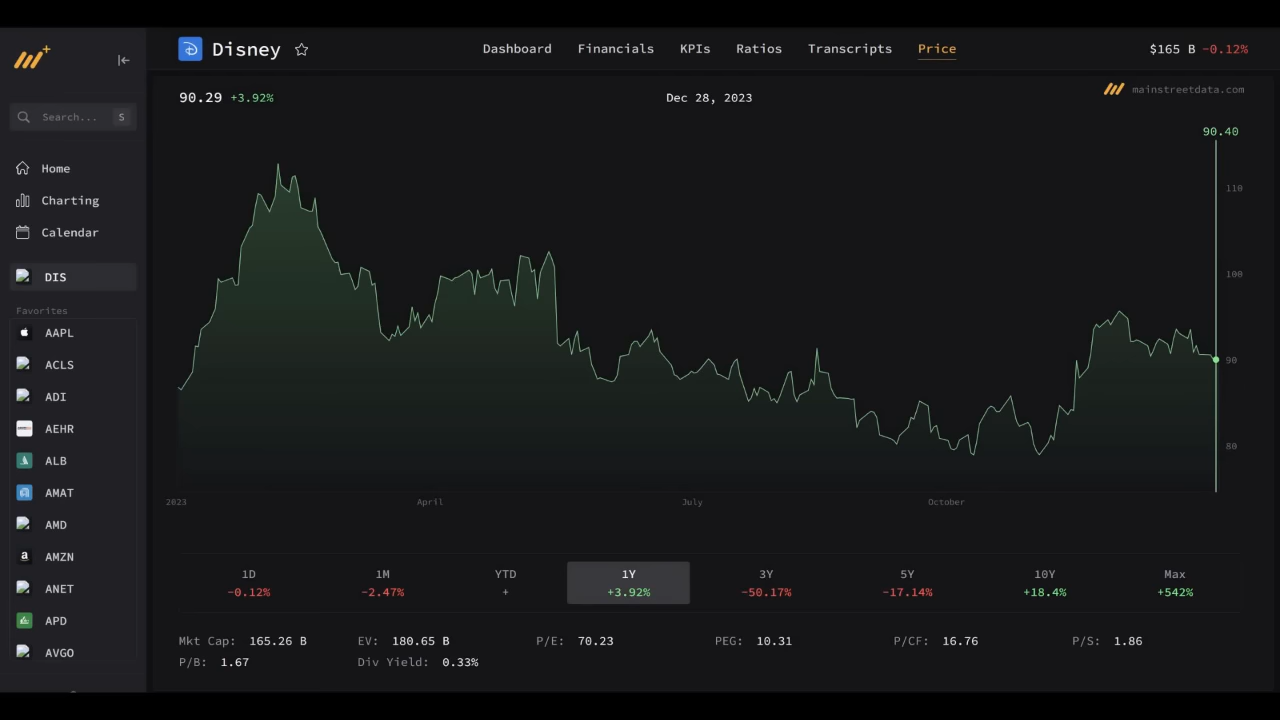 Disney
Dashboard Financials KPIs Ratios Transcripts Price
$165 B -0.12%
Search... S
Home
Charting
Calendar
DIS
Favorites
AAPL
ACLS
ADI
AEHR
ALB
AMAT
AMD
AMZN
ANET
APD
AVGO
90.29 +3.92%
Dec 28, 2023
mainstreetdata.com
90.40
110
100
90
80
2023 April July October
1D 1M YTD 1Y 3Y 5Y 10Y Max
-0.12% -2.47% + +3.92% -50.17% -17.14% +18.4% +542%
Mkt Cap: 165.26 B EV: 180.65 B P/E: 70.23 PEG: 10.31 P/CF: 16.76 P/S: 1.86
P/B: 1.67 Div Yield: 0.33%